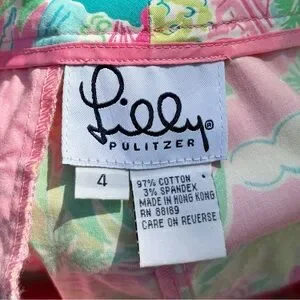 Lilly®
PULITZER
4
97% COTTON
3% SPANDEX
MADE IN HONG KONG
RN 88189
CARE ON REVERSE